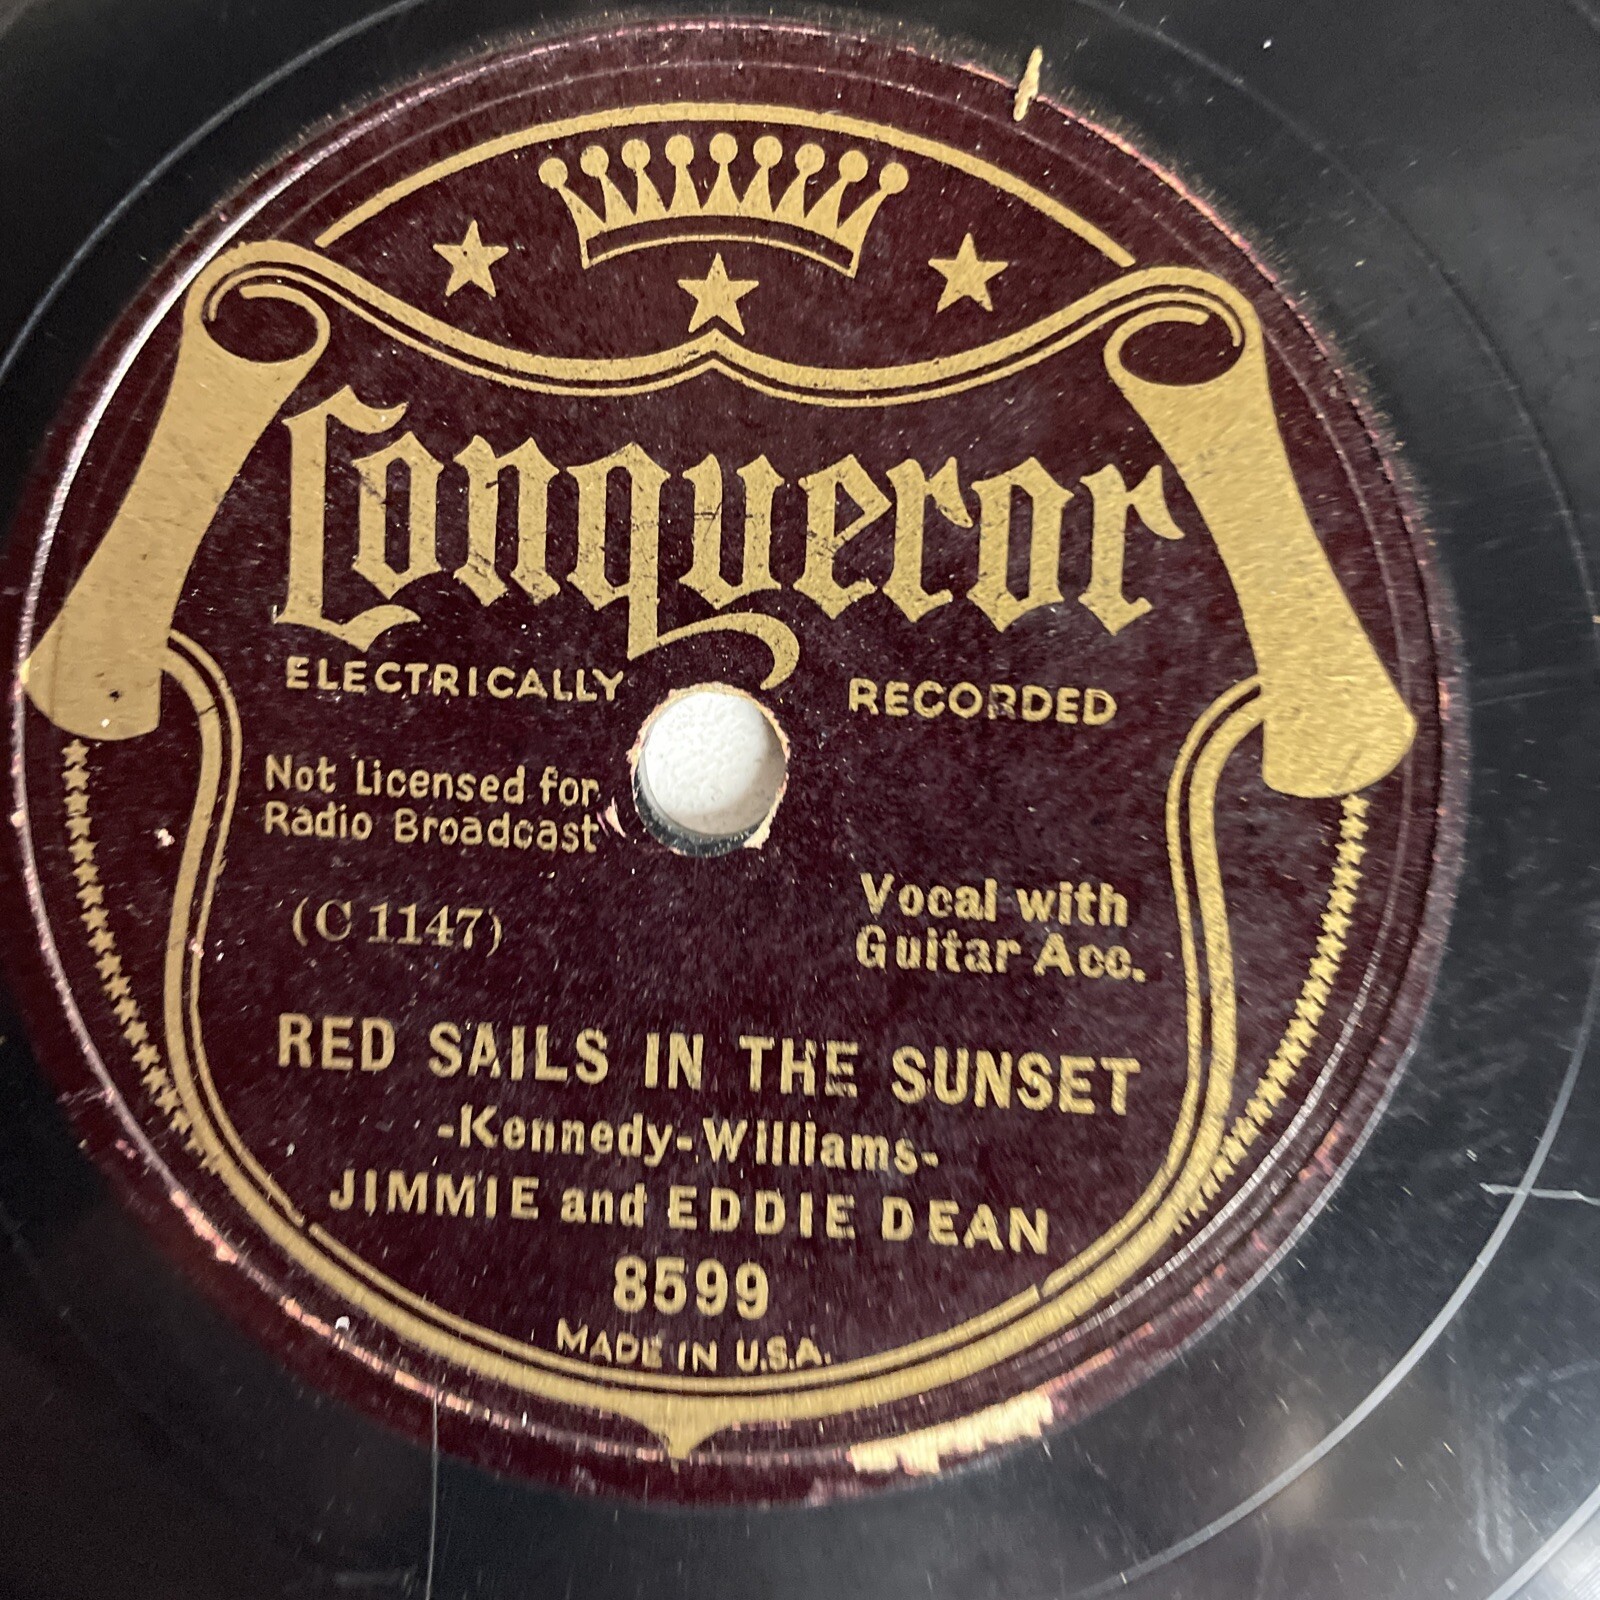 Conqueror
ELECTRICALLY RECORDED
Not Licensed for
Radio Broadcast
(C 1147)
Vocal with
Guitar Acc.
RED SAILS IN THE SUNSET
-Kennedy-Williams-
JIMMIE and EDDIE DEAN
8599
MADE IN U.S.A.